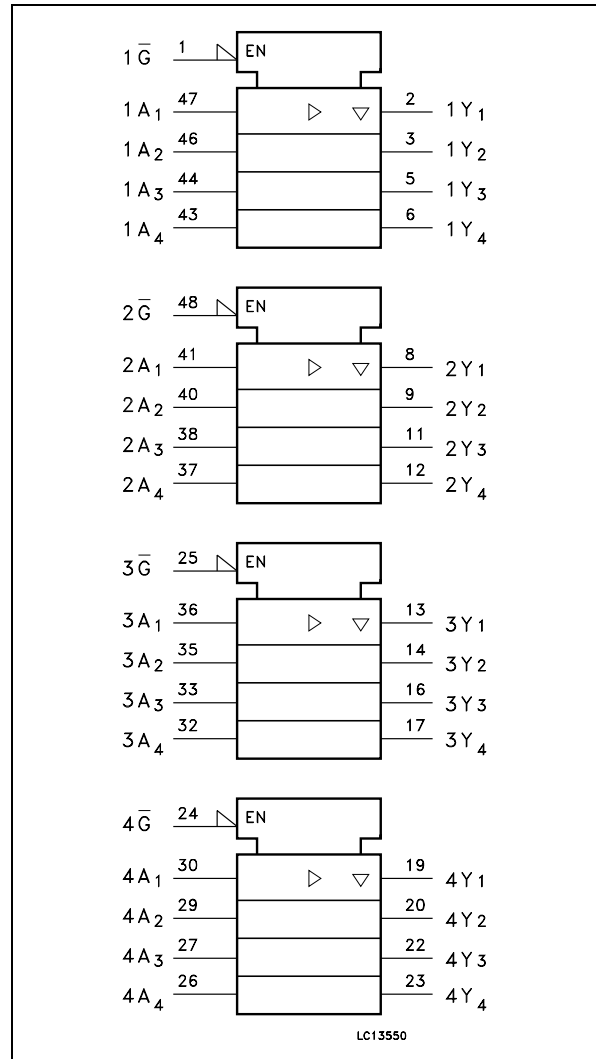 1G̅ 1 EN
1A1 47 2 1Y1
1A2 46 3 1Y2
1A3 44 5 1Y3
1A4 43 6 1Y4
2G̅ 48 EN
2A1 41 8 2Y1
2A2 40 9 2Y2
2A3 38 11 2Y3
2A4 37 12 2Y4
3G̅ 25 EN
3A1 36 13 3Y1
3A2 35 14 3Y2
3A3 33 16 3Y3
3A4 32 17 3Y4
4G̅ 24 EN
4A1 30 19 4Y1
4A2 29 20 4Y2
4A3 27 22 4Y3
4A4 26 23 4Y4
LC13550